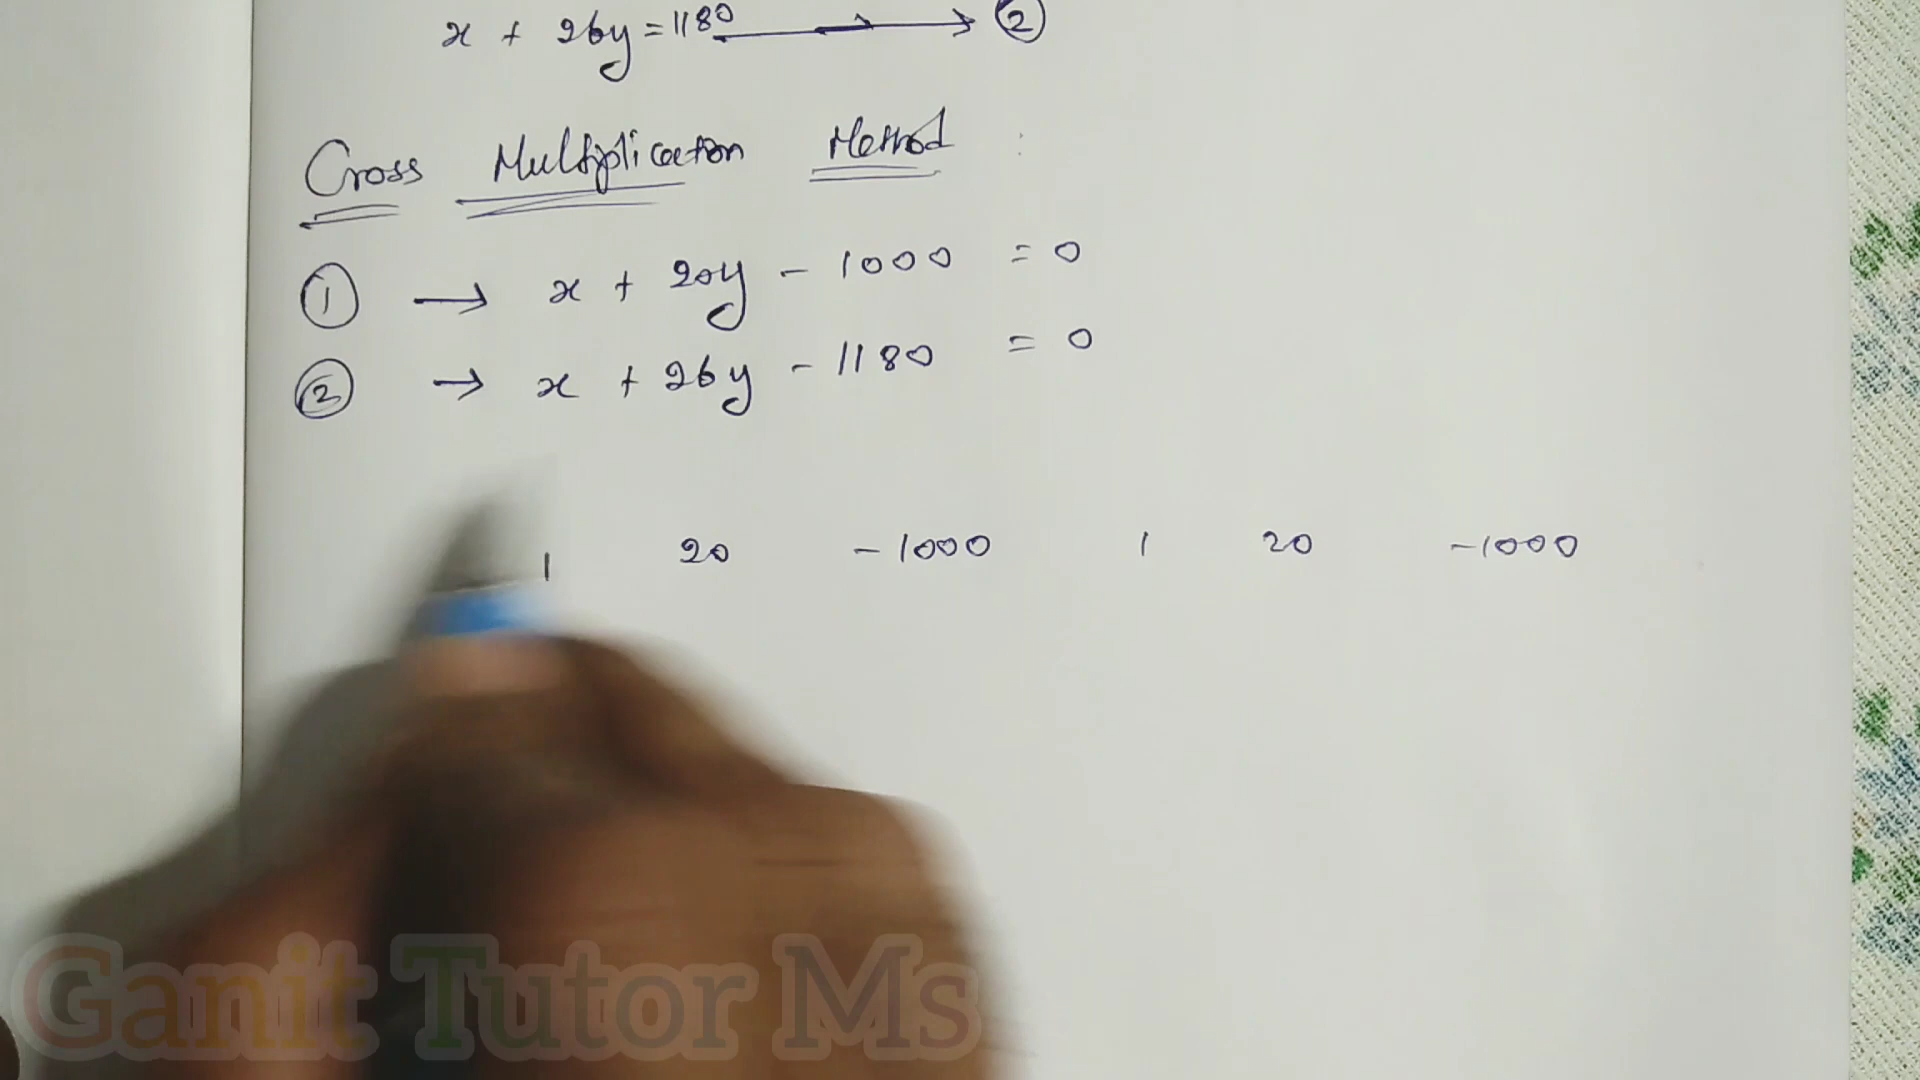 x + 26y = 1180 → ②
Cross Multiplication Method :
① → x + 20y - 1000 = 0
② → x + 26y - 1180 = 0
1 20 -1000 1 20 -1000
Ganit Tutor Ms